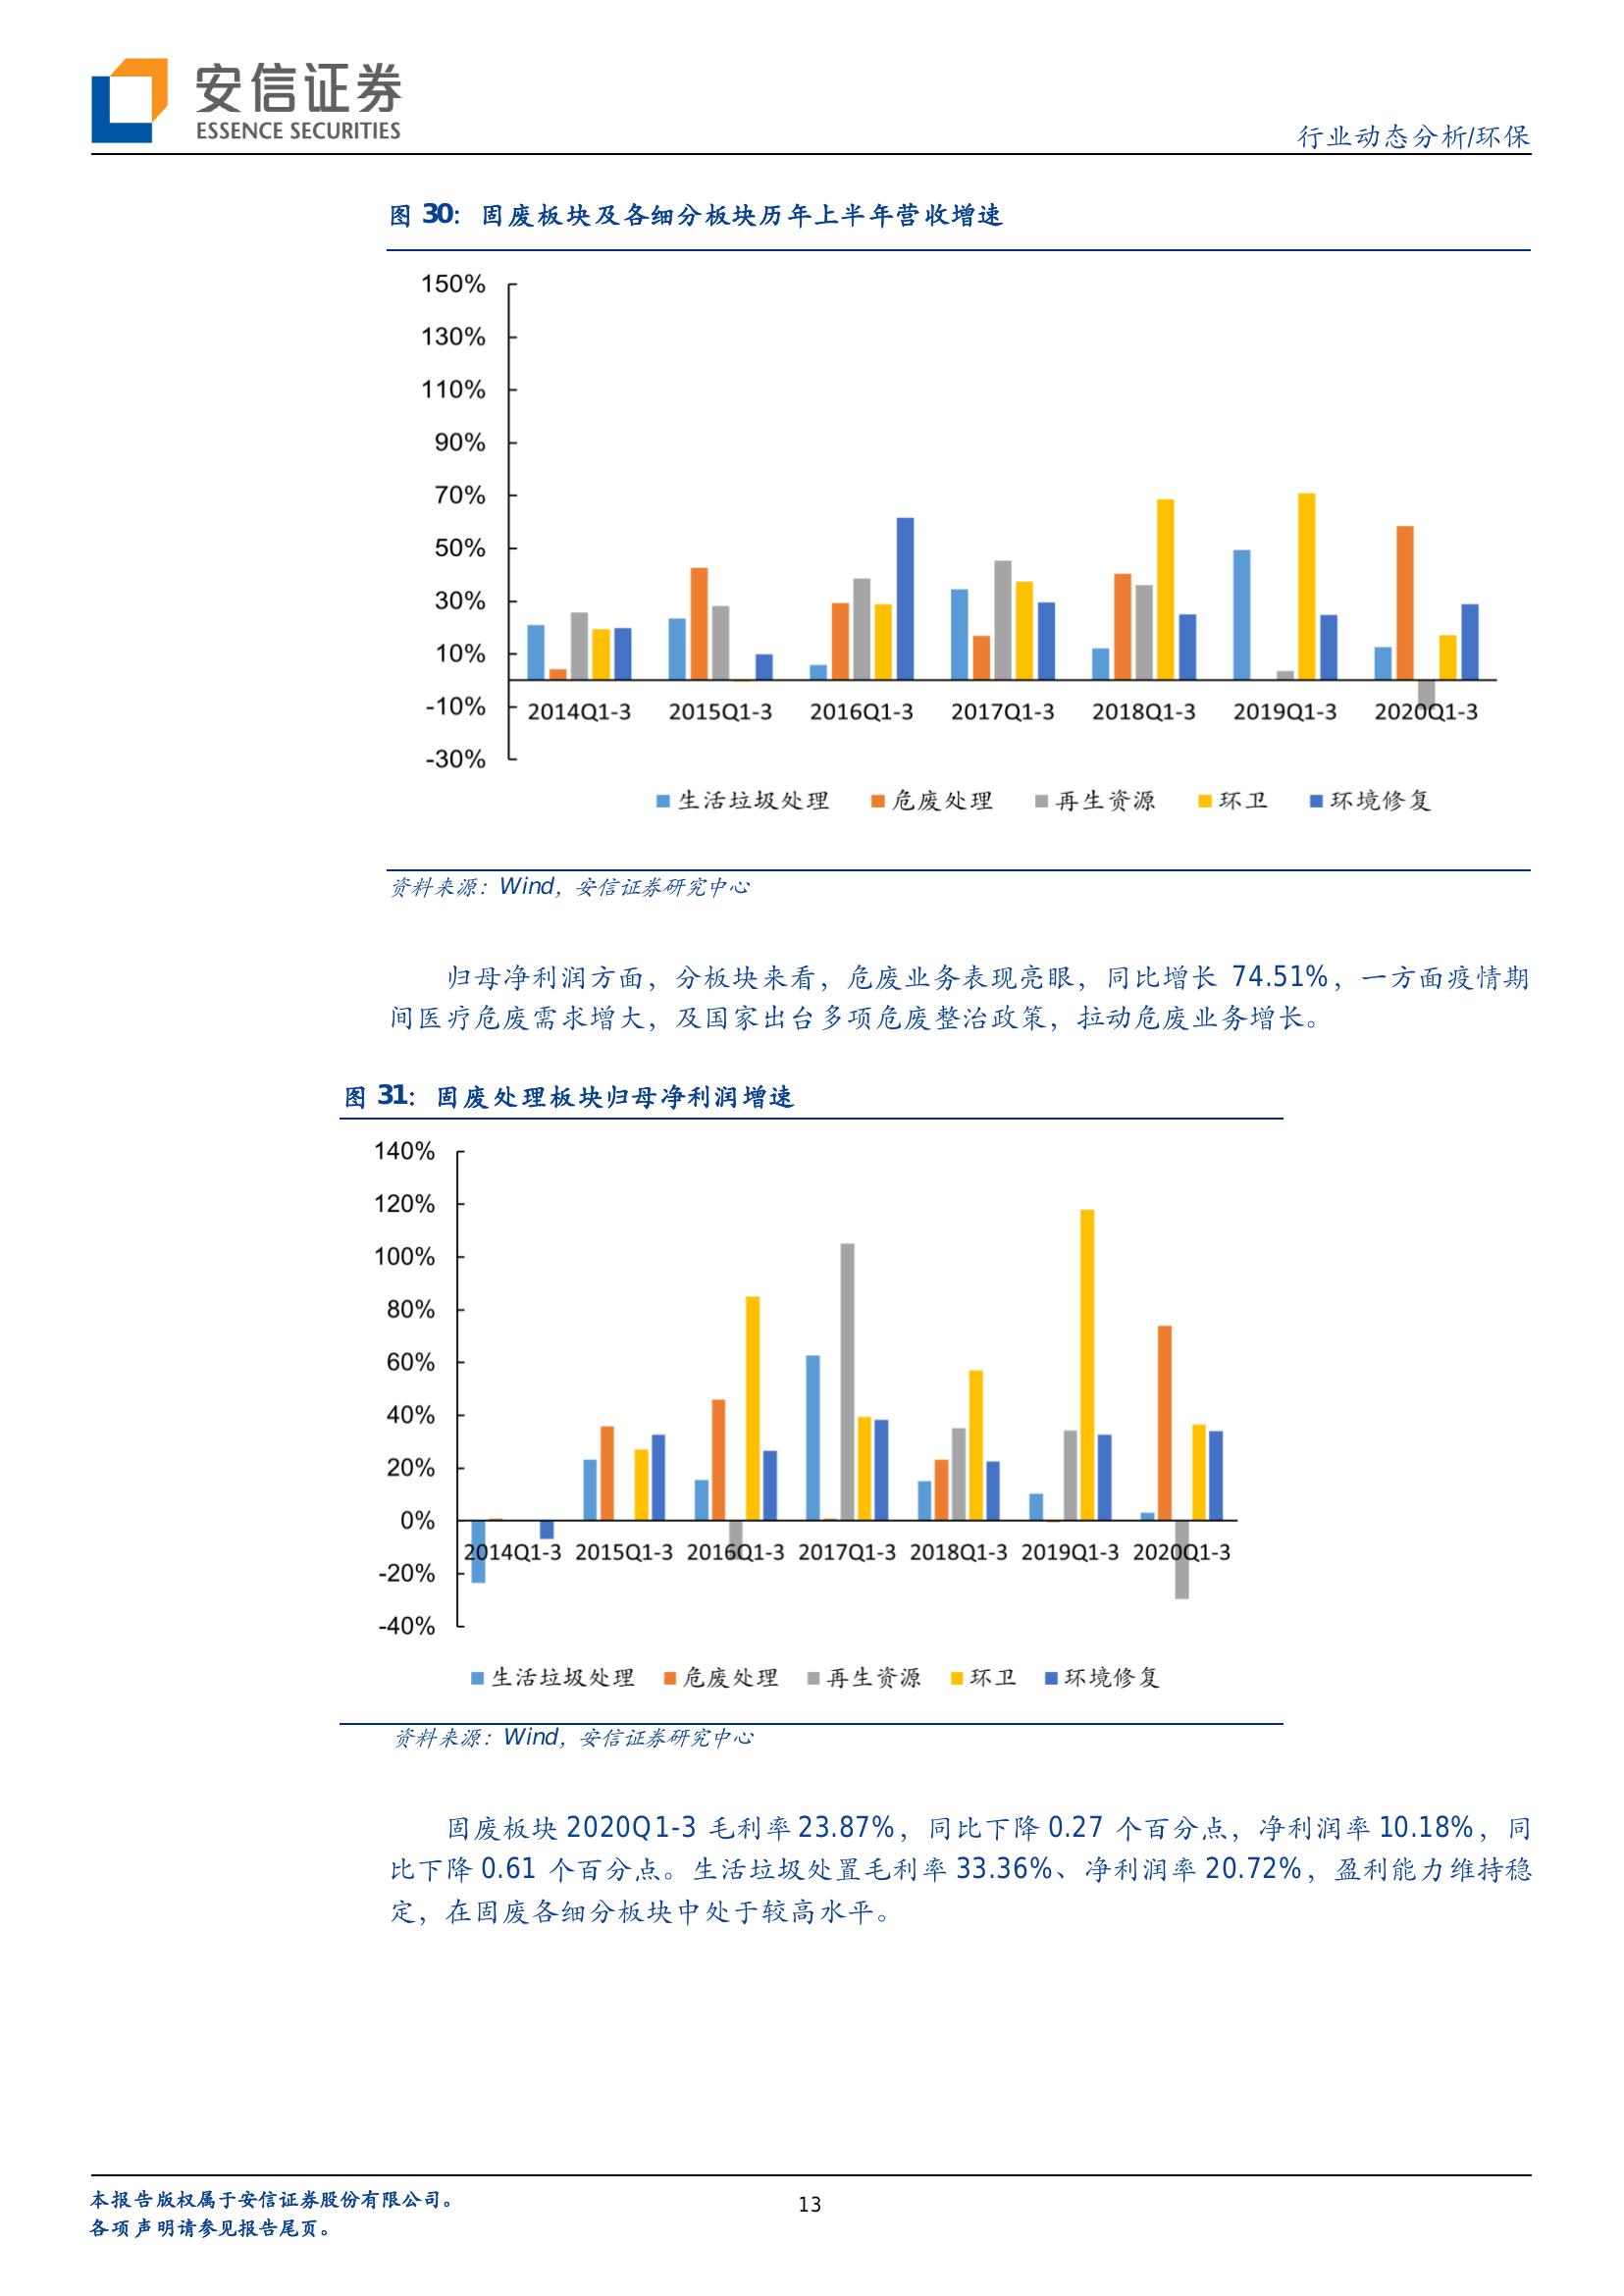 安信证券
ESSENCE SECURITIES
行业动态分析/环保
图 30：固废板块及各细分板块历年上半年营收增速
150%
130%
110%
90%
70%
50%
30%
10%
-10%
-30%
2014Q1-3 2015Q1-3 2016Q1-3 2017Q1-3 2018Q1-3 2019Q1-3 2020Q1-3
生活垃圾处理 危废处理 再生资源 环卫 环境修复
资料来源：Wind，安信证券研究中心
归母净利润方面，分板块来看，危废业务表现亮眼，同比增长 74.51%，一方面疫情期
间医疗危废需求增大，及国家出台多项危废整治政策，拉动危废业务增长。
图 31：固废处理板块归母净利润增速
140%
120%
100%
80%
60%
40%
20%
0%
-20%
-40%
2014Q1-3 2015Q1-3 2016Q1-3 2017Q1-3 2018Q1-3 2019Q1-3 2020Q1-3
生活垃圾处理 危废处理 再生资源 环卫 环境修复
资料来源：Wind，安信证券研究中心
固废板块 2020Q1-3 毛利率 23.87%，同比下降 0.27 个百分点，净利润率 10.18%，同
比下降 0.61 个百分点。生活垃圾处置毛利率 33.36%、净利润率 20.72%，盈利能力维持稳
定，在固废各细分板块中处于较高水平。
本报告版权属于安信证券股份有限公司。
各项声明请参见报告尾页。
13